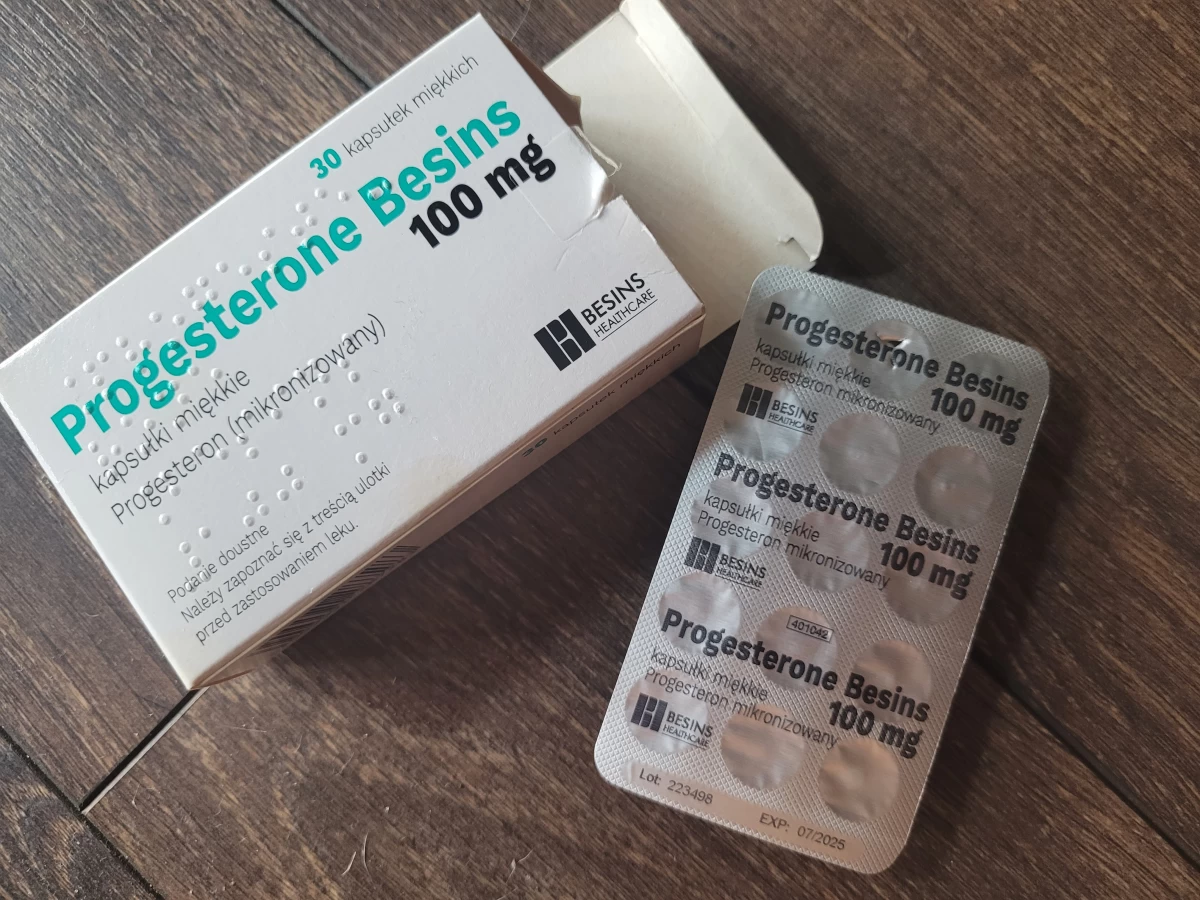 30 kapsułek miękkich
Progesterone Besins
100 mg
kapsułki miękkie
Progesteron (mikronizowany)
BESINS
HEALTHCARE
Podanie doustne
Należy zapoznać się z treścią ulotki
przed zastosowaniem leku.
30 kapsułek miękkich
Progesterone Besins
100 mg
kapsułki miękkie
Progesteron mikronizowany
BESINS
HEALTHCARE
Progesterone Besins
100 mg
kapsułki miękkie
Progesteron mikronizowany
BESINS
HEALTHCARE
401042
Progesterone Besins
100 mg
kapsułki miękkie
Progesteron mikronizowany
BESINS
HEALTHCARE
Lot: 223498
EXP: 07/2025